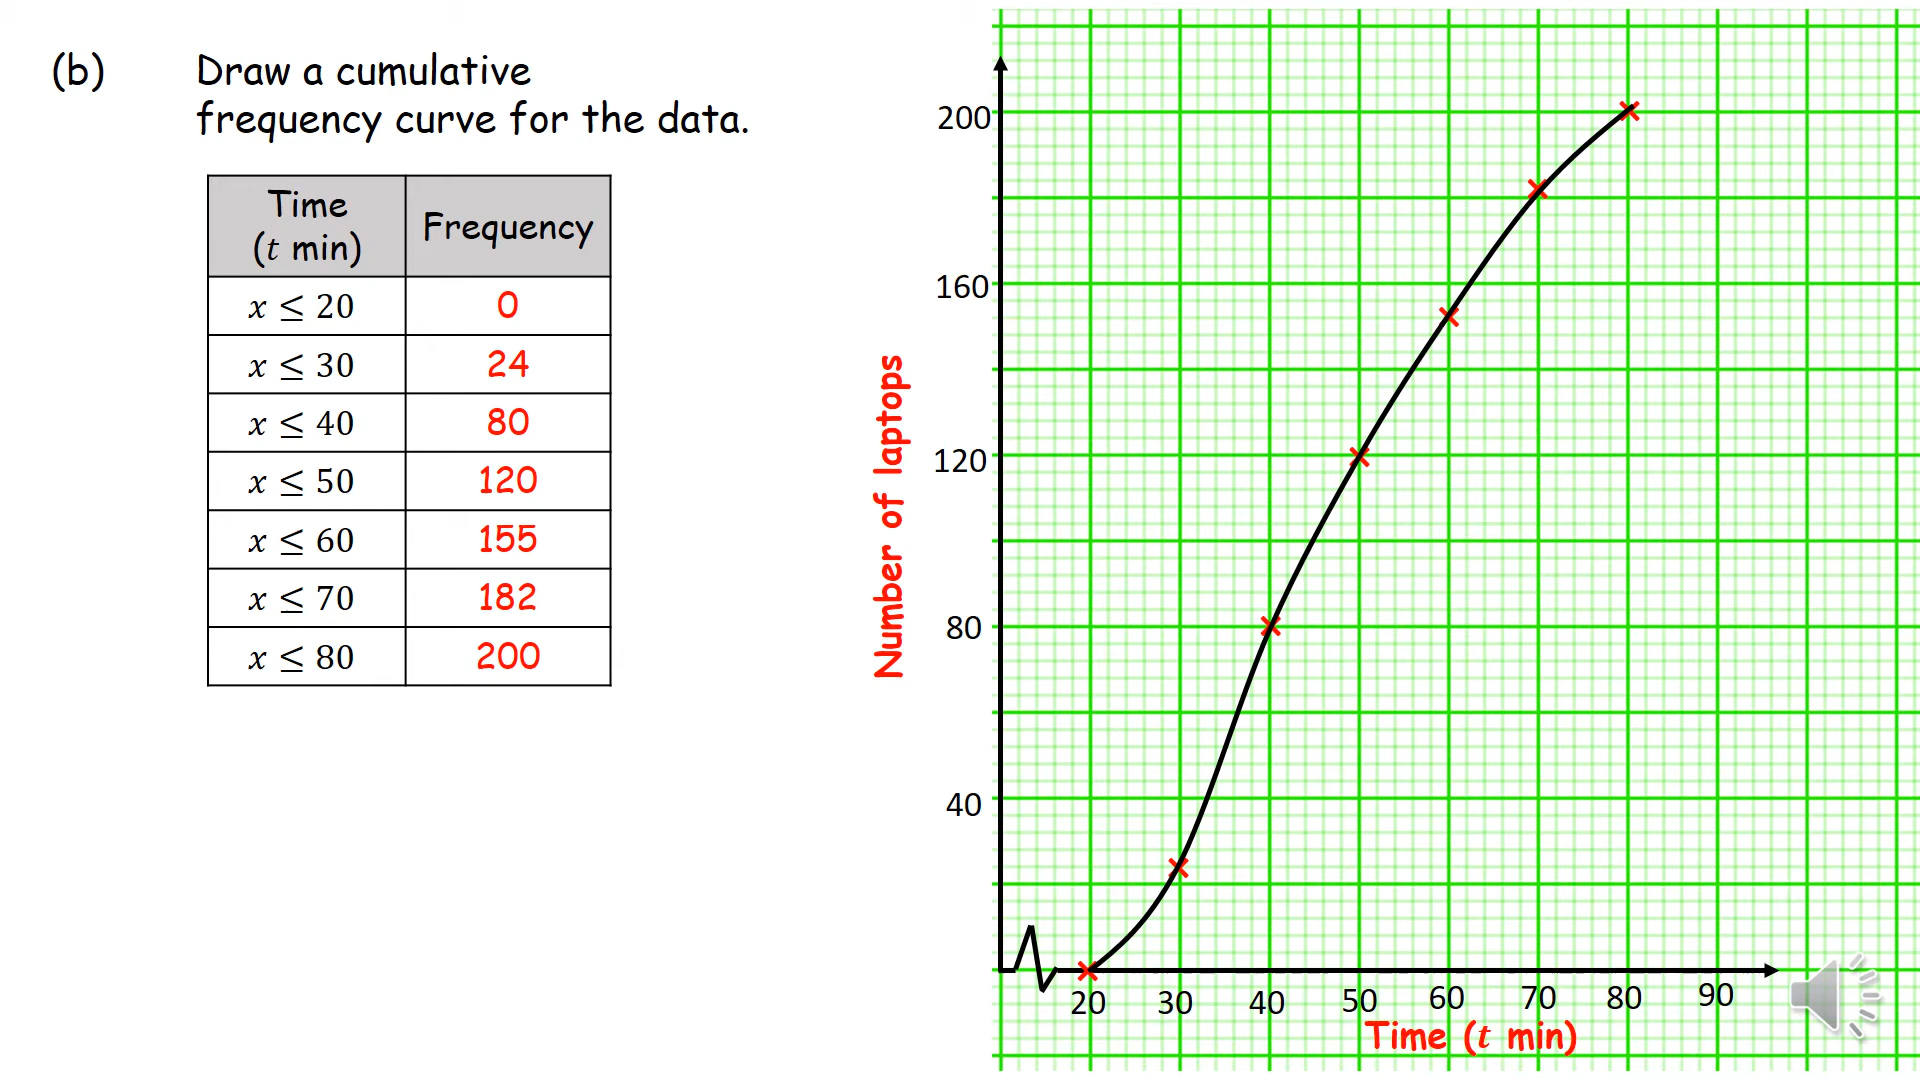 (b) Draw a cumulative
frequency curve for the data.
Time
(t min)
Frequency
x ≤ 20 0
x ≤ 30 24
x ≤ 40 80
x ≤ 50 120
x ≤ 60 155
x ≤ 70 182
x ≤ 80 200
Number of laptops
200
160
120
80
40
20 30 40 50 60 70 80 90
Time (t min)